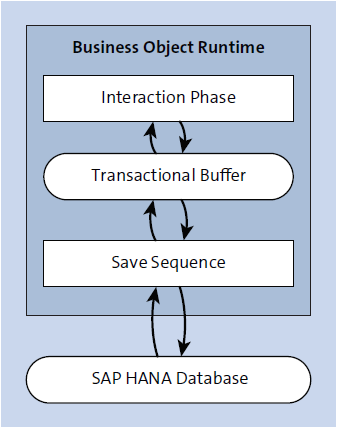 Business Object Runtime
Interaction Phase
Transactional Buffer
Save Sequence
SAP HANA Database